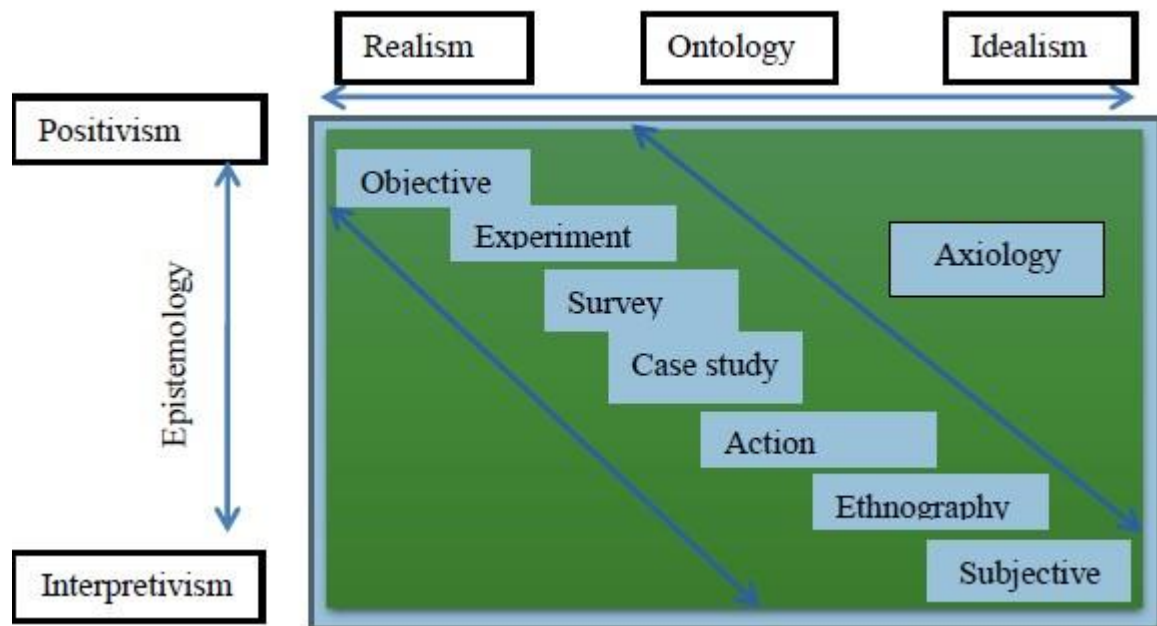 Realism
Ontology
Idealism
Positivism
Objective
Experiment
Axiology
Survey
Epistemology
Case study
Action
Ethnography
Interpretivism
Subjective